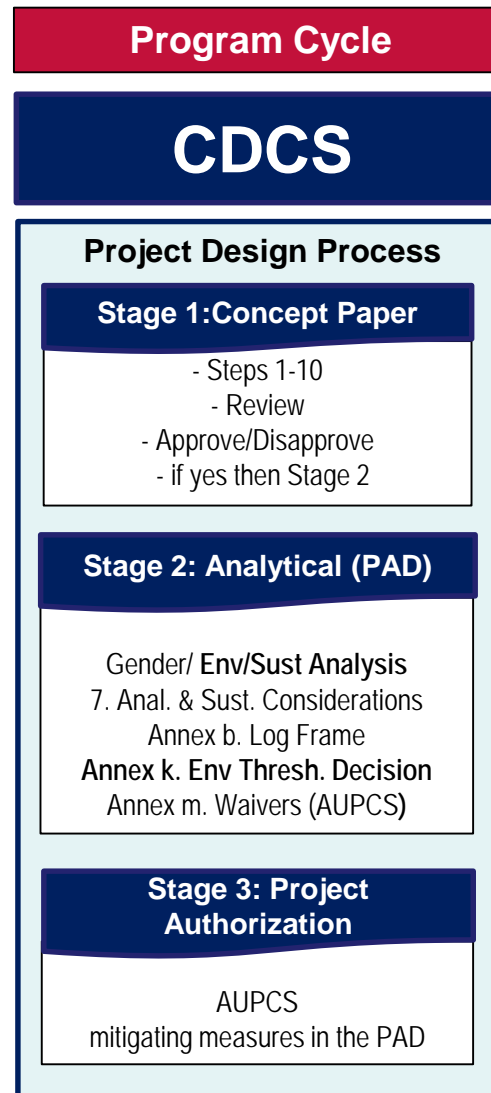 Program Cycle
CDCS
Project Design Process
Stage 1:Concept Paper
- Steps 1-10
- Review
- Approve/Disapprove
- if yes then Stage 2
Stage 2: Analytical (PAD)
Gender/ Env/Sust Analysis
7. Anal. & Sust. Considerations
Annex b. Log Frame
Annex k. Env Thresh. Decision
Annex m. Waivers (AUPCS)
Stage 3: Project
Authorization
AUPCS
mitigating measures in the PAD